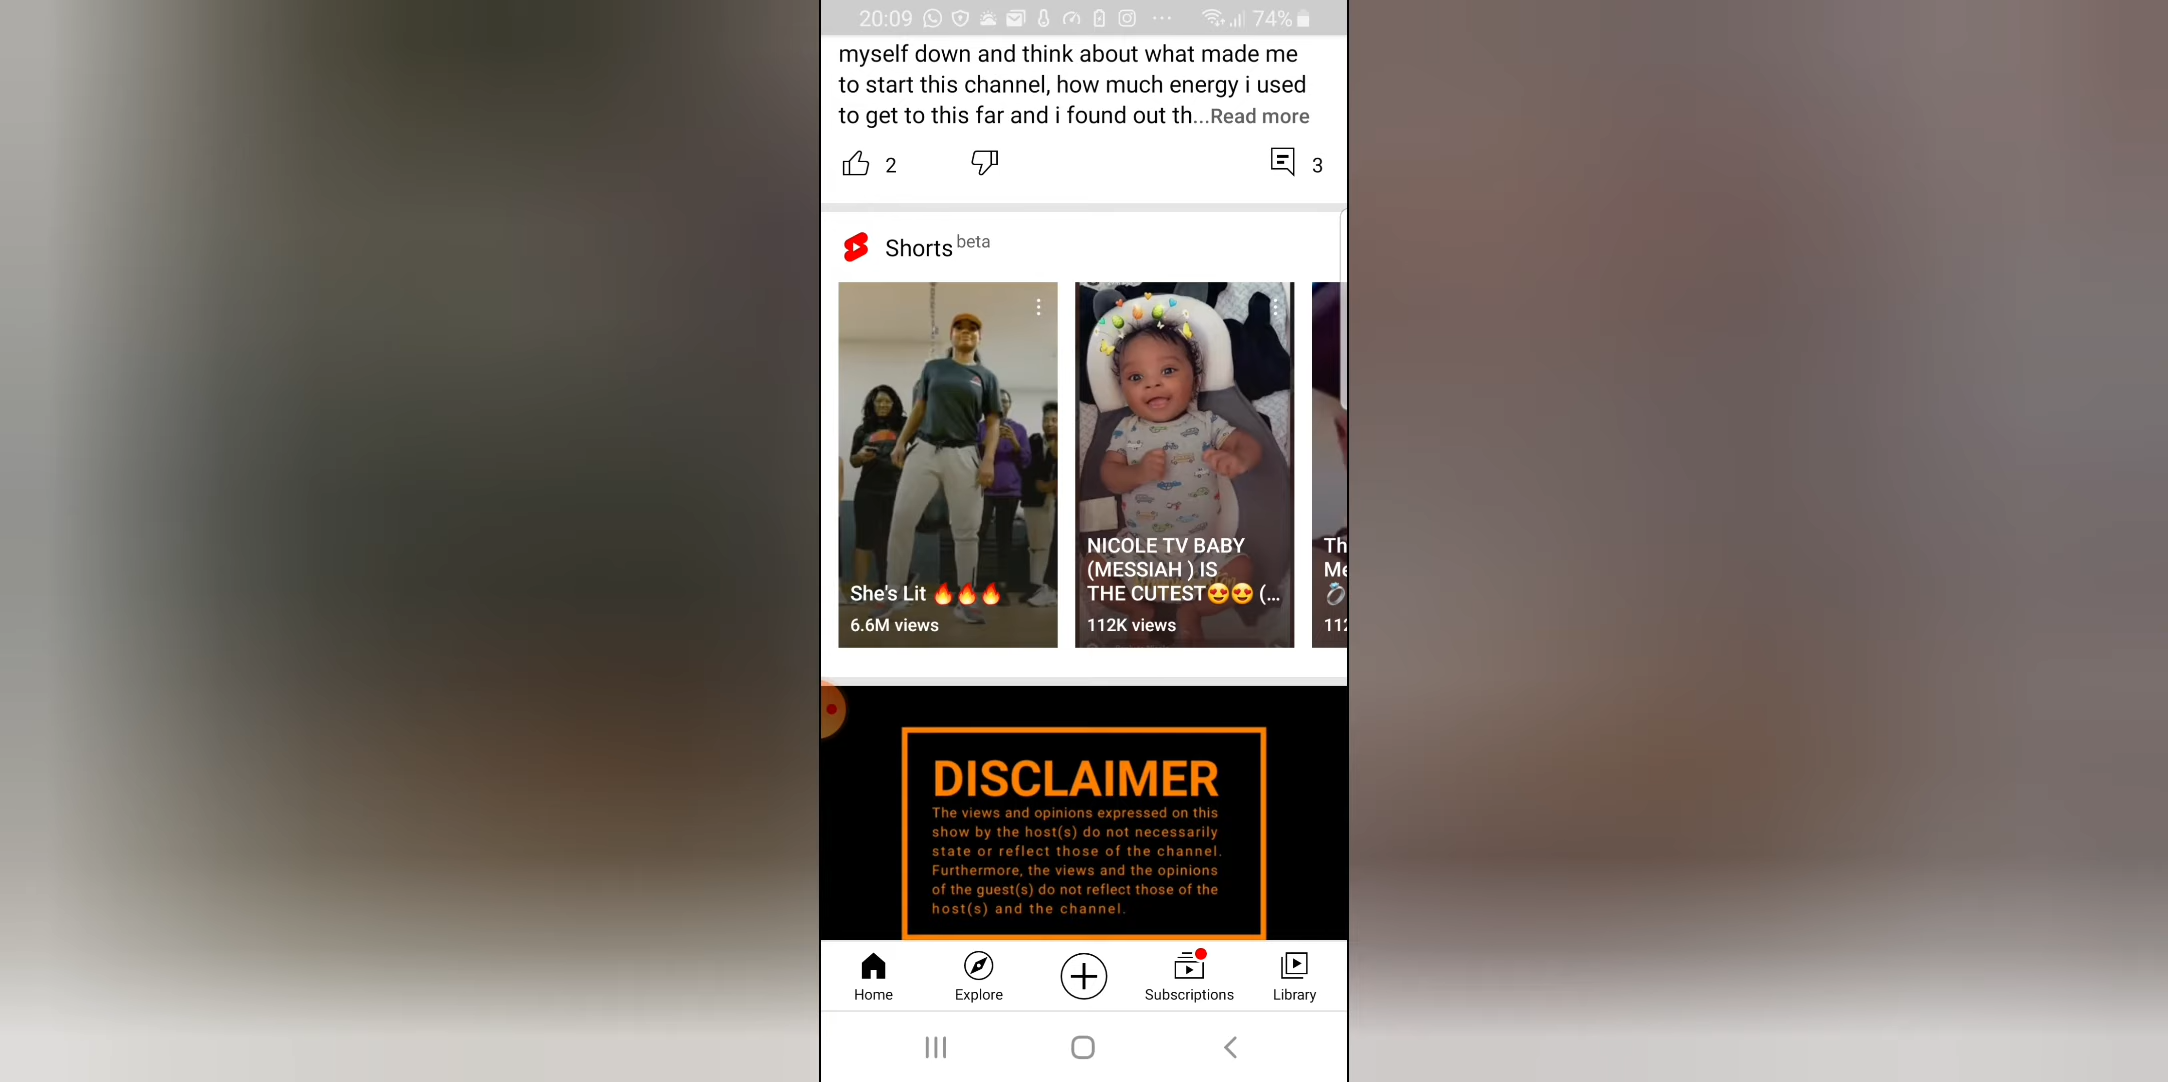 20:09
74%
myself down and think about what made me
to start this channel, how much energy i used
to get to this far and i found out th...Read more
2
3
Shorts beta
She's Lit 🔥🔥🔥
6.6M views
NICOLE TV BABY
(MESSIAH ) IS
THE CUTEST😍😍 (...
112K views
Th
Me
💍
112
DISCLAIMER
The views and opinions expressed on this
show by the host(s) do not necessarily
state or reflect those of the channel.
Furthermore, the views and the opinions
of the guest(s) do not reflect those of the
host(s) and the channel.
Home
Explore
Subscriptions
Library